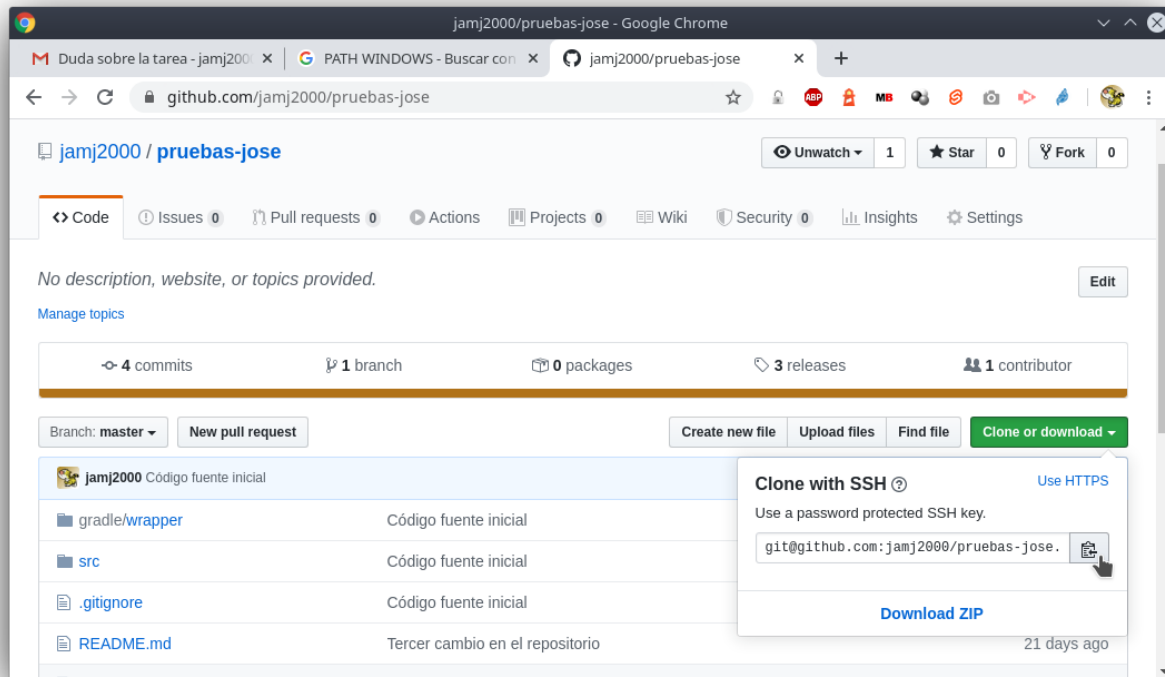 jamj2000/pruebas-jose - Google Chrome
Duda sobre la tarea - jamj200 PATH WINDOWS - Buscar con jamj2000/pruebas-jose
github.com/jamj2000/pruebas-jose ABP MB
jamj2000 / pruebas-jose Unwatch 1 Star 0 Fork 0
Code Issues 0 Pull requests 0 Actions Projects 0 Wiki Security 0 Insights Settings
No description, website, or topics provided. Edit
Manage topics
4 commits 1 branch 0 packages 3 releases 1 contributor
Branch: master New pull request Create new file Upload files Find file Clone or download
jamj2000 Código fuente inicial
Clone with SSH Use HTTPS
Use a password protected SSH key.
git@github.com:jamj2000/pruebas-jose.
Download ZIP
gradle/wrapper Código fuente inicial
src Código fuente inicial
.gitignore Código fuente inicial
README.md Tercer cambio en el repositorio 21 days ago